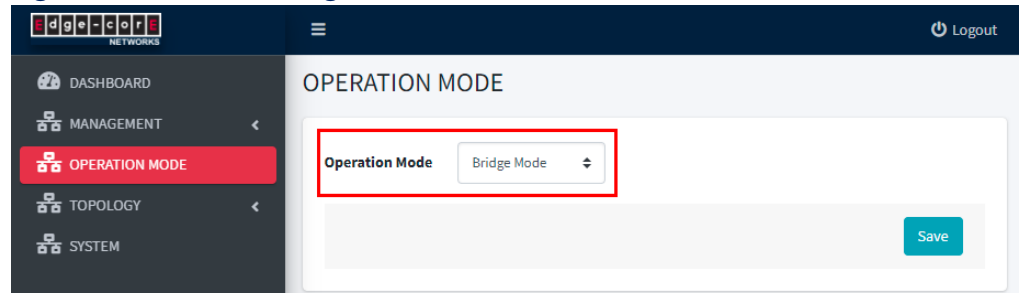 Edge-corE
NETWORKS
Logout
DASHBOARD
MANAGEMENT
OPERATION MODE
TOPOLOGY
SYSTEM
OPERATION MODE
Operation Mode
Bridge Mode
Save